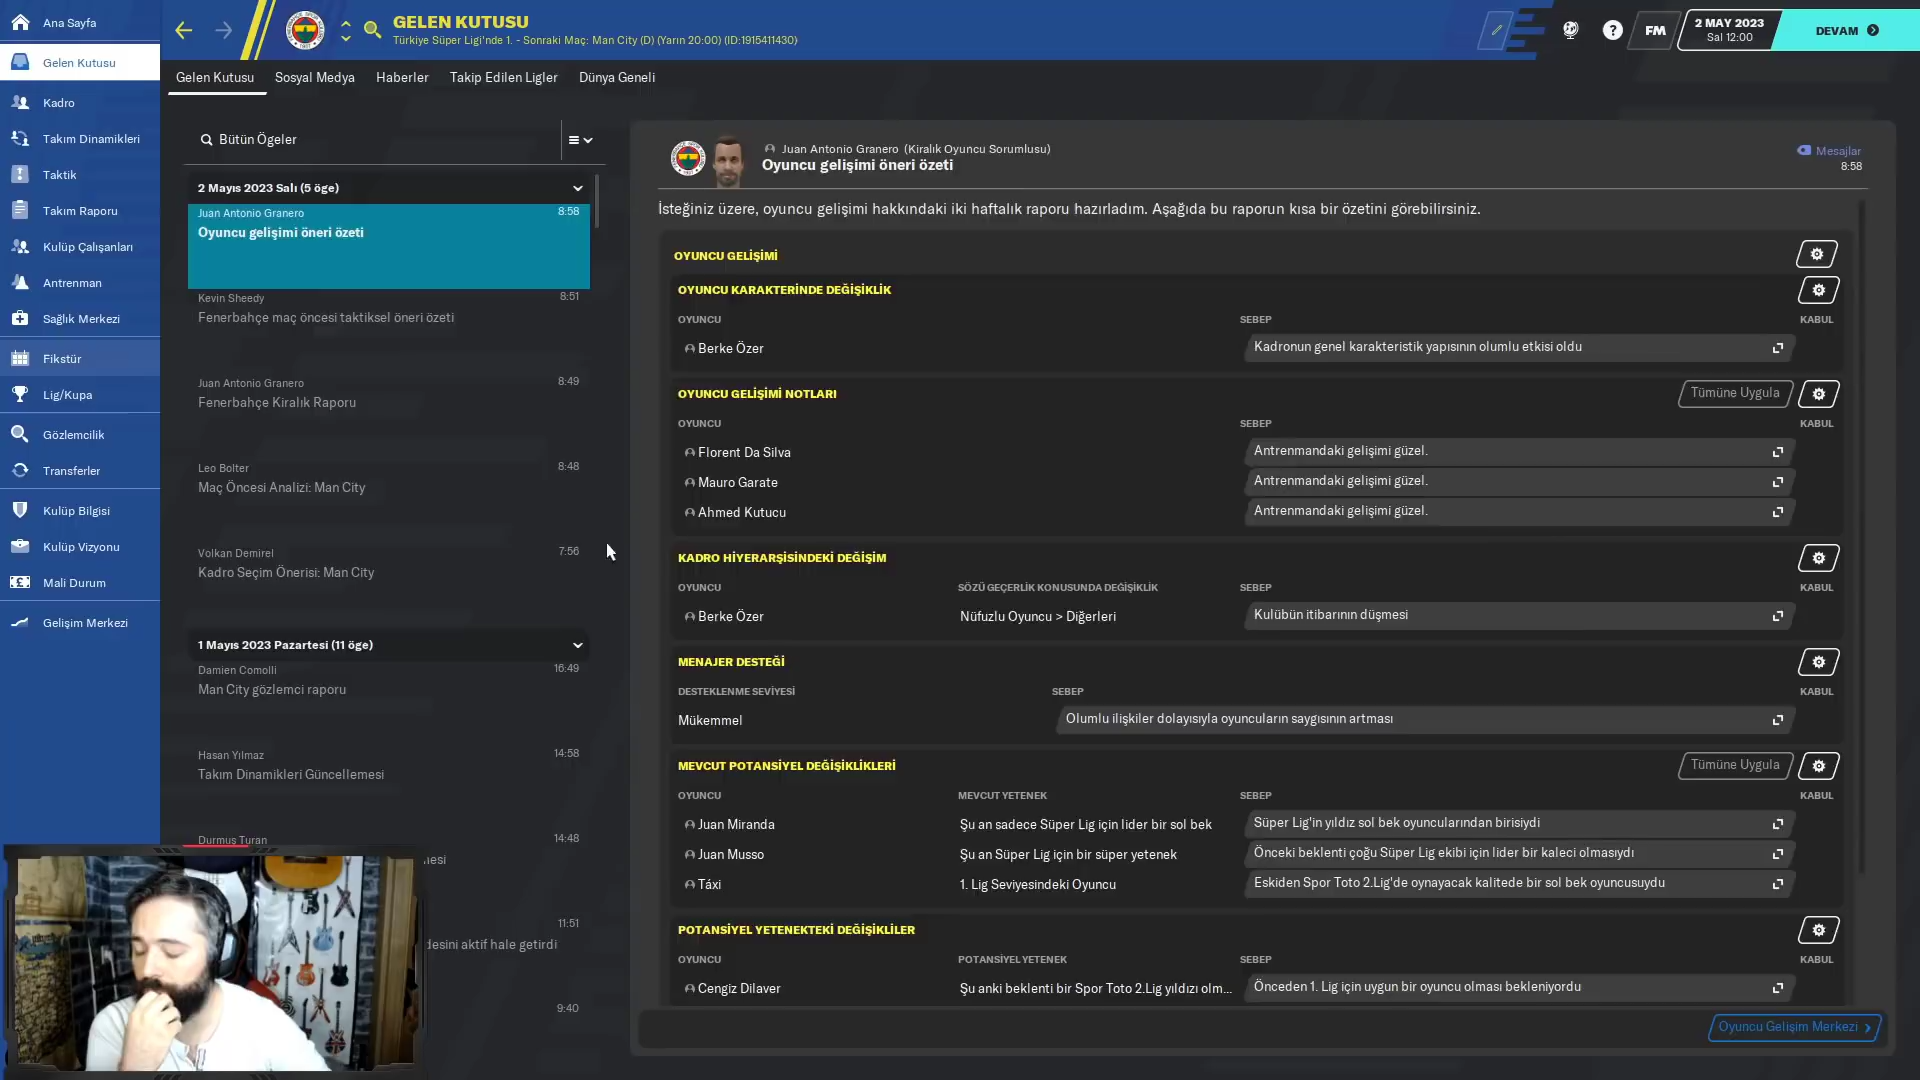 Ana Sayfa
Gelen Kutusu
Kadro
Takım Dinamikleri
Taktik
Takım Raporu
Kulüp Çalışanları
Antrenman
Sağlık Merkezi
Fikstür
Lig/Kupa
Gözlemcilik
Transferler
Kulüp Bilgisi
Kulüp Vizyonu
Mali Durum
Gelişim Merkezi
GELEN KUTUSU
Türkiye Süper Ligi'nde 1. - Sonraki Maç: Man City (D) (Yarın 20:00) (ID:1915411430)
FM
2 MAY 2023
Sal 12:00
DEVAM
Gelen Kutusu Sosyal Medya Haberler Takip Edilen Ligler Dünya Geneli
Bütün Ögeler
2 Mayıs 2023 Salı (5 öge)
Juan Antonio Granero 8:58
Oyuncu gelişimi öneri özeti
Kevin Sheedy 8:51
Fenerbahçe maç öncesi taktiksel öneri özeti
Juan Antonio Granero 8:49
Fenerbahçe Kiralık Raporu
Leo Bolter 8:48
Maç Öncesi Analizi: Man City
Volkan Demirel 7:56
Kadro Seçim Önerisi: Man City
1 Mayıs 2023 Pazartesi (11 öge)
Damien Comolli 16:49
Man City gözlemci raporu
Hasan Yılmaz 14:58
Takım Dinamikleri Güncellemesi
Durmuş Turan 14:48
11:51
desini aktif hale getirdi
9:40
Juan Antonio Granero (Kiralık Oyuncu Sorumlusu)
Oyuncu gelişimi öneri özeti
Mesajlar
8:58
İsteğiniz üzere, oyuncu gelişimi hakkındaki iki haftalık raporu hazırladım. Aşağıda bu raporun kısa bir özetini görebilirsiniz.
OYUNCU GELİŞİMİ
OYUNCU KARAKTERİNDE DEĞİŞİKLİK
OYUNCU SEBEP KABUL
Berke Özer Kadronun genel karakteristik yapısının olumlu etkisi oldu
OYUNCU GELİŞİMİ NOTLARI Tümüne Uygula
OYUNCU SEBEP KABUL
Florent Da Silva Antrenmandaki gelişimi güzel.
Mauro Garate Antrenmandaki gelişimi güzel.
Ahmed Kutucu Antrenmandaki gelişimi güzel.
KADRO HİYERARŞİSİNDEKİ DEĞİŞİM
OYUNCU SÖZÜ GEÇERLİK KONUSUNDA DEĞİŞİKLİK SEBEP KABUL
Berke Özer Nüfuzlu Oyuncu > Diğerleri Kulübün itibarının düşmesi
MENAJER DESTEĞİ
DESTEKLENME SEVİYESİ SEBEP KABUL
Mükemmel Olumlu ilişkiler dolayısıyla oyuncuların saygısının artması
MEVCUT POTANSİYEL DEĞİŞİKLİKLERİ Tümüne Uygula
OYUNCU MEVCUT YETENEK SEBEP KABUL
Juan Miranda Şu an sadece Süper Lig için lider bir sol bek Süper Lig'in yıldız sol bek oyuncularından birisiydi
Juan Musso Şu an Süper Lig için bir süper yetenek Önceki beklenti çoğu Süper Lig ekibi için lider bir kaleci olmasıydı
Táxi 1. Lig Seviyesindeki Oyuncu Eskiden Spor Toto 2.Lig'de oynayacak kalitede bir sol bek oyuncusuydu
POTANSİYEL YETENEKTEKİ DEĞİŞİKLİLER
OYUNCU POTANSİYEL YETENEK SEBEP KABUL
Cengiz Dilaver Şu anki beklenti bir Spor Toto 2.Lig yıldızı olm... Önceden 1. Lig için uygun bir oyuncu olması bekleniyordu
Oyuncu Gelişim Merkezi